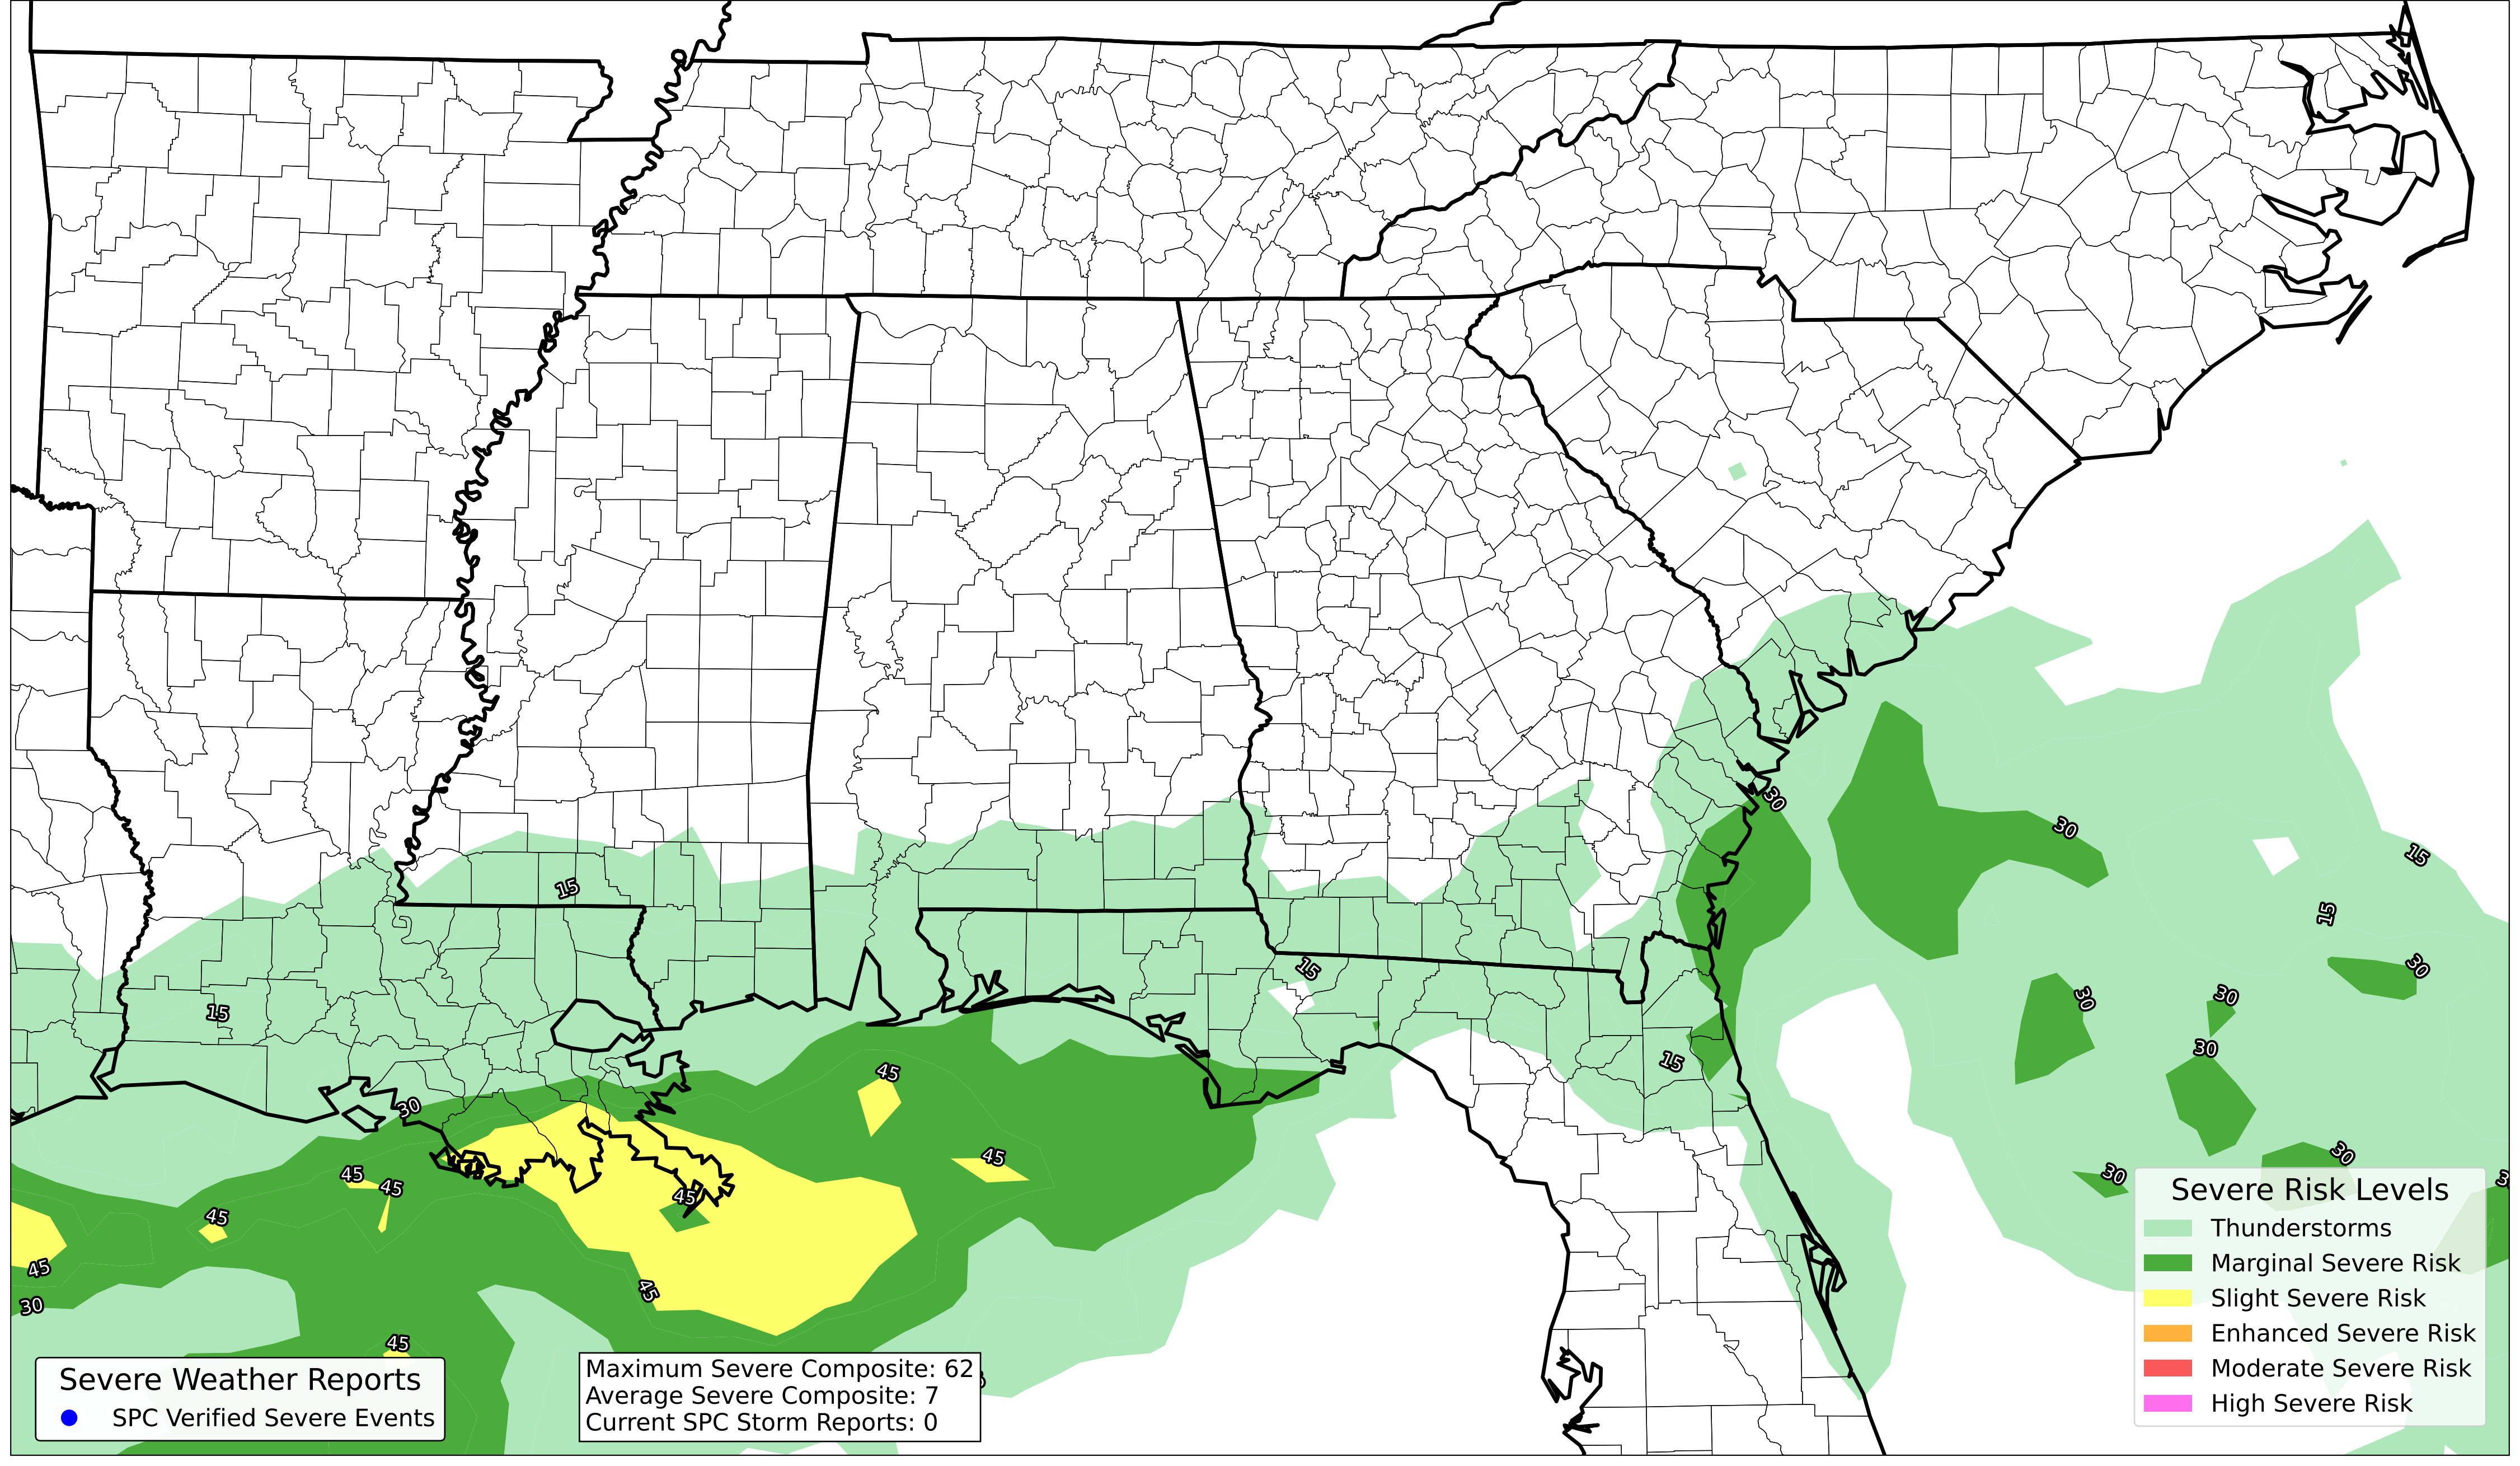 30
30
15
15
15
30
15
30
15
30
30
15
45
30
45
30
45
30
45
45
45
45
45
30
45
45
Severe Risk Levels
Thunderstorms
Marginal Severe Risk
Slight Severe Risk
Enhanced Severe Risk
Moderate Severe Risk
High Severe Risk
Severe Weather Reports
SPC Verified Severe Events
Maximum Severe Composite: 62
Average Severe Composite: 7
Current SPC Storm Reports: 0